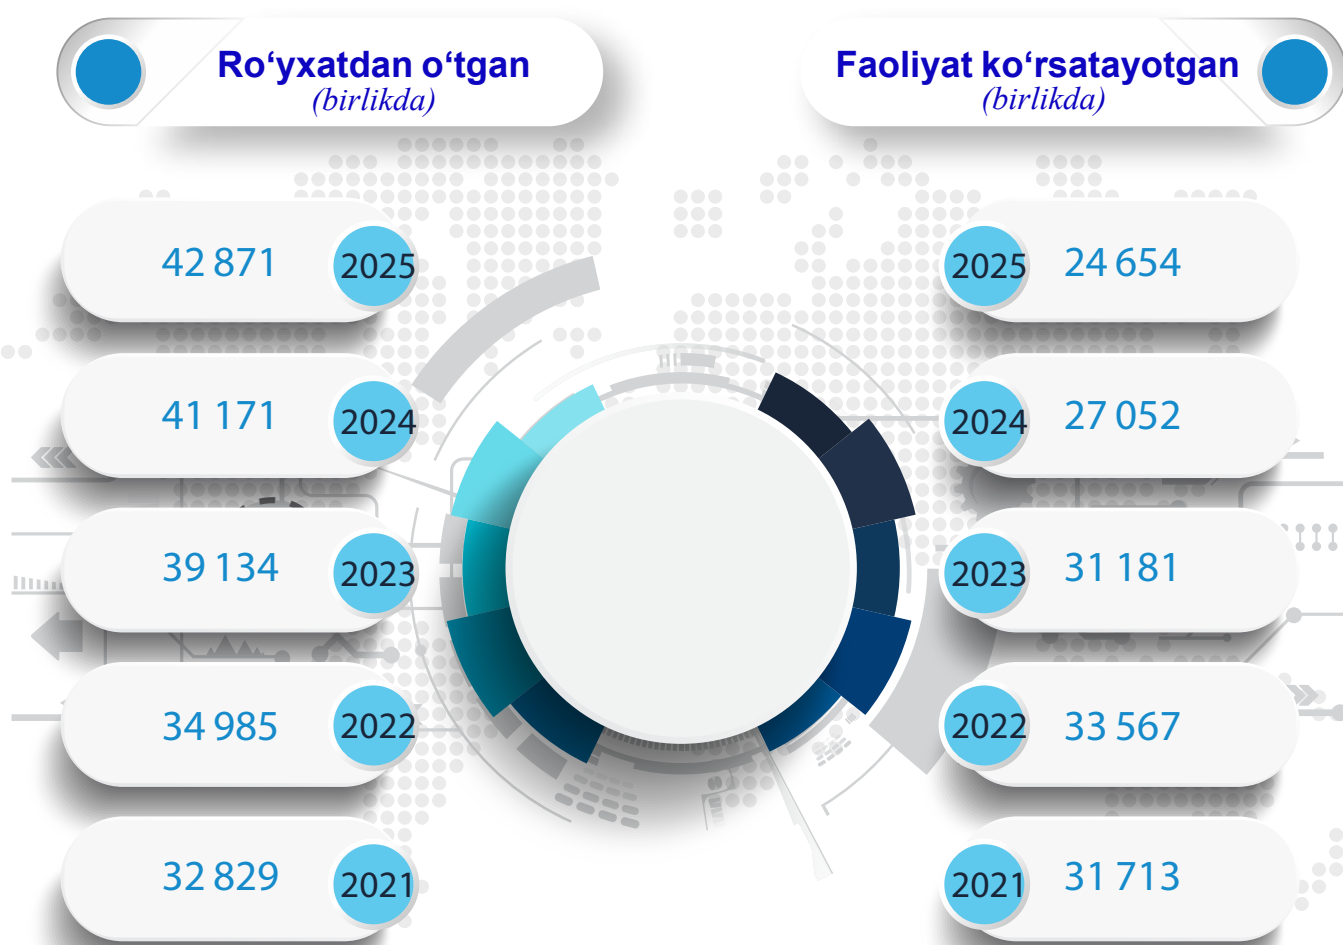 Ro‘yxatdan o‘tgan
(birlikda)
Faoliyat ko‘rsatayotgan
(birlikda)
42 871 2025
2025 24 654
41 171 2024
2024 27 052
39 134 2023
2023 31 181
34 985 2022
2022 33 567
32 829 2021
2021 31 713